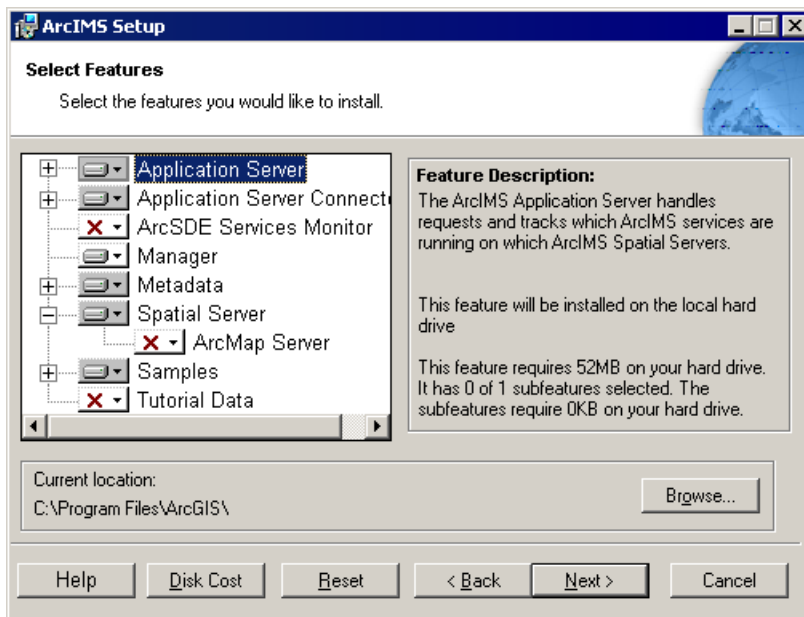 ArcIMS Setup
Select Features
Select the features you would like to install.
Application Server
Application Server Connect
ArcSDE Services Monitor
Manager
Metadata
Spatial Server
ArcMap Server
Samples
Tutorial Data
Feature Description:
The ArcIMS Application Server handles
requests and tracks which ArcIMS services are
running on which ArcIMS Spatial Servers.
This feature will be installed on the local hard
drive
This feature requires 52MB on your hard drive.
It has 0 of 1 subfeatures selected. The
subfeatures require 0KB on your hard drive.
Current location:
C:\Program Files\ArcGIS\
Browse...
Help
Disk Cost
Reset
< Back
Next >
Cancel